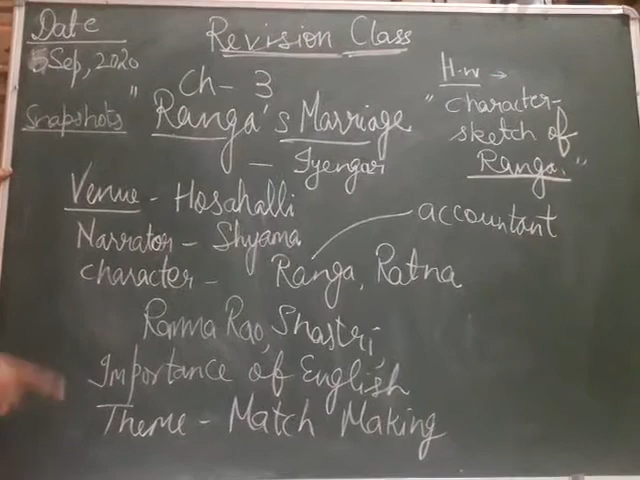 Date
5 Sep, 2020
Revision Class
Ch - 3
Snapshots
"Ranga's Marriage"
- Iyengar
H.w →
character-
sketch of
Ranga."
Venue - Hosahalli
Narrator - Shyama
accountant
character - Ranga, Ratna
Rama Rao, Shastri,
Importance of English
Theme - Match Making